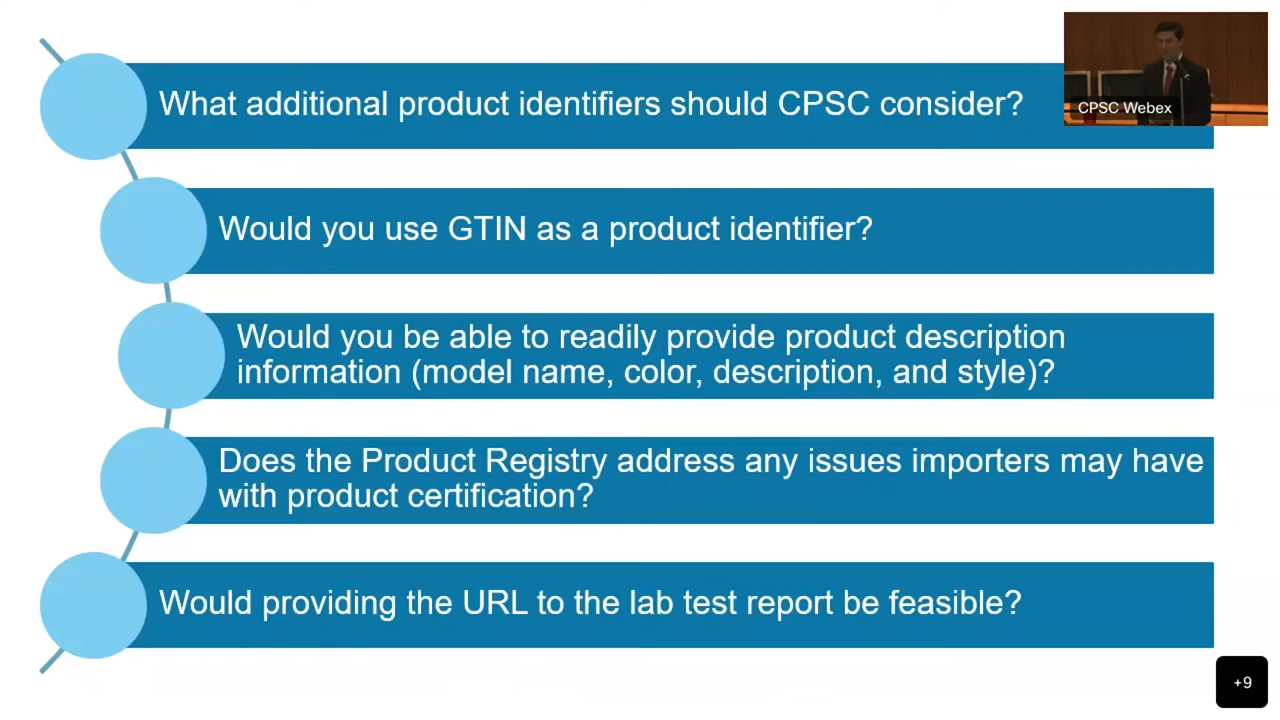 What additional product identifiers should CPSC consider?
CPSC Webex
Would you use GTIN as a product identifier?
Would you be able to readily provide product description
information (model name, color, description, and style)?
Does the Product Registry address any issues importers may have
with product certification?
Would providing the URL to the lab test report be feasible?
+9